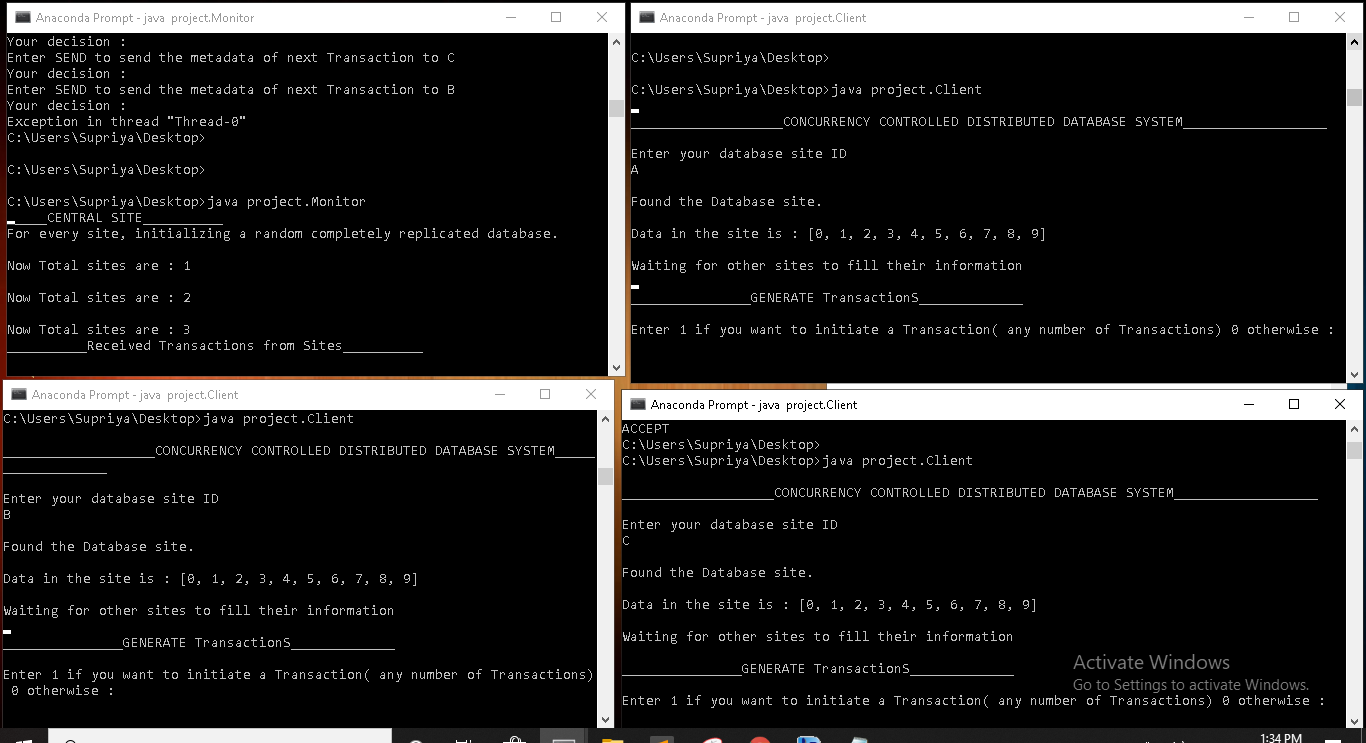 Anaconda Prompt - java project.Monitor
Your decision :
Enter SEND to send the metadata of next Transaction to C
Your decision :
Enter SEND to send the metadata of next Transaction to B
Your decision :
Exception in thread "Thread-0"
C:\Users\Supriya\Desktop>
C:\Users\Supriya\Desktop>
C:\Users\Supriya\Desktop>java project.Monitor
_____CENTRAL SITE__________
For every site, initializing a random completely replicated database.
Now Total sites are : 1
Now Total sites are : 2
Now Total sites are : 3
__________Received Transactions from Sites__________
Anaconda Prompt - java project.Client
C:\Users\Supriya\Desktop>
C:\Users\Supriya\Desktop>java project.Client
___________________CONCURRENCY CONTROLLED DISTRIBUTED DATABASE SYSTEM__________________
Enter your database site ID
A
Found the Database site.
Data in the site is : [0, 1, 2, 3, 4, 5, 6, 7, 8, 9]
Waiting for other sites to fill their information
_______________GENERATE TransactionS_____________
Enter 1 if you want to initiate a Transaction( any number of Transactions) 0 otherwise :
Anaconda Prompt - java project.Client
C:\Users\Supriya\Desktop>java project.Client
___________________CONCURRENCY CONTROLLED DISTRIBUTED DATABASE SYSTEM_____
_____________
Enter your database site ID
B
Found the Database site.
Data in the site is : [0, 1, 2, 3, 4, 5, 6, 7, 8, 9]
Waiting for other sites to fill their information
_______________GENERATE TransactionS_____________
Enter 1 if you want to initiate a Transaction( any number of Transactions)
0 otherwise :
Anaconda Prompt - java project.Client
ACCEPT
C:\Users\Supriya\Desktop>
C:\Users\Supriya\Desktop>java project.Client
___________________CONCURRENCY CONTROLLED DISTRIBUTED DATABASE SYSTEM__________________
Enter your database site ID
C
Found the Database site.
Data in the site is : [0, 1, 2, 3, 4, 5, 6, 7, 8, 9]
Waiting for other sites to fill their information
_______________GENERATE TransactionS_____________
Enter 1 if you want to initiate a Transaction( any number of Transactions) 0 otherwise :
Activate Windows
Go to Settings to activate Windows.
1:34 PM